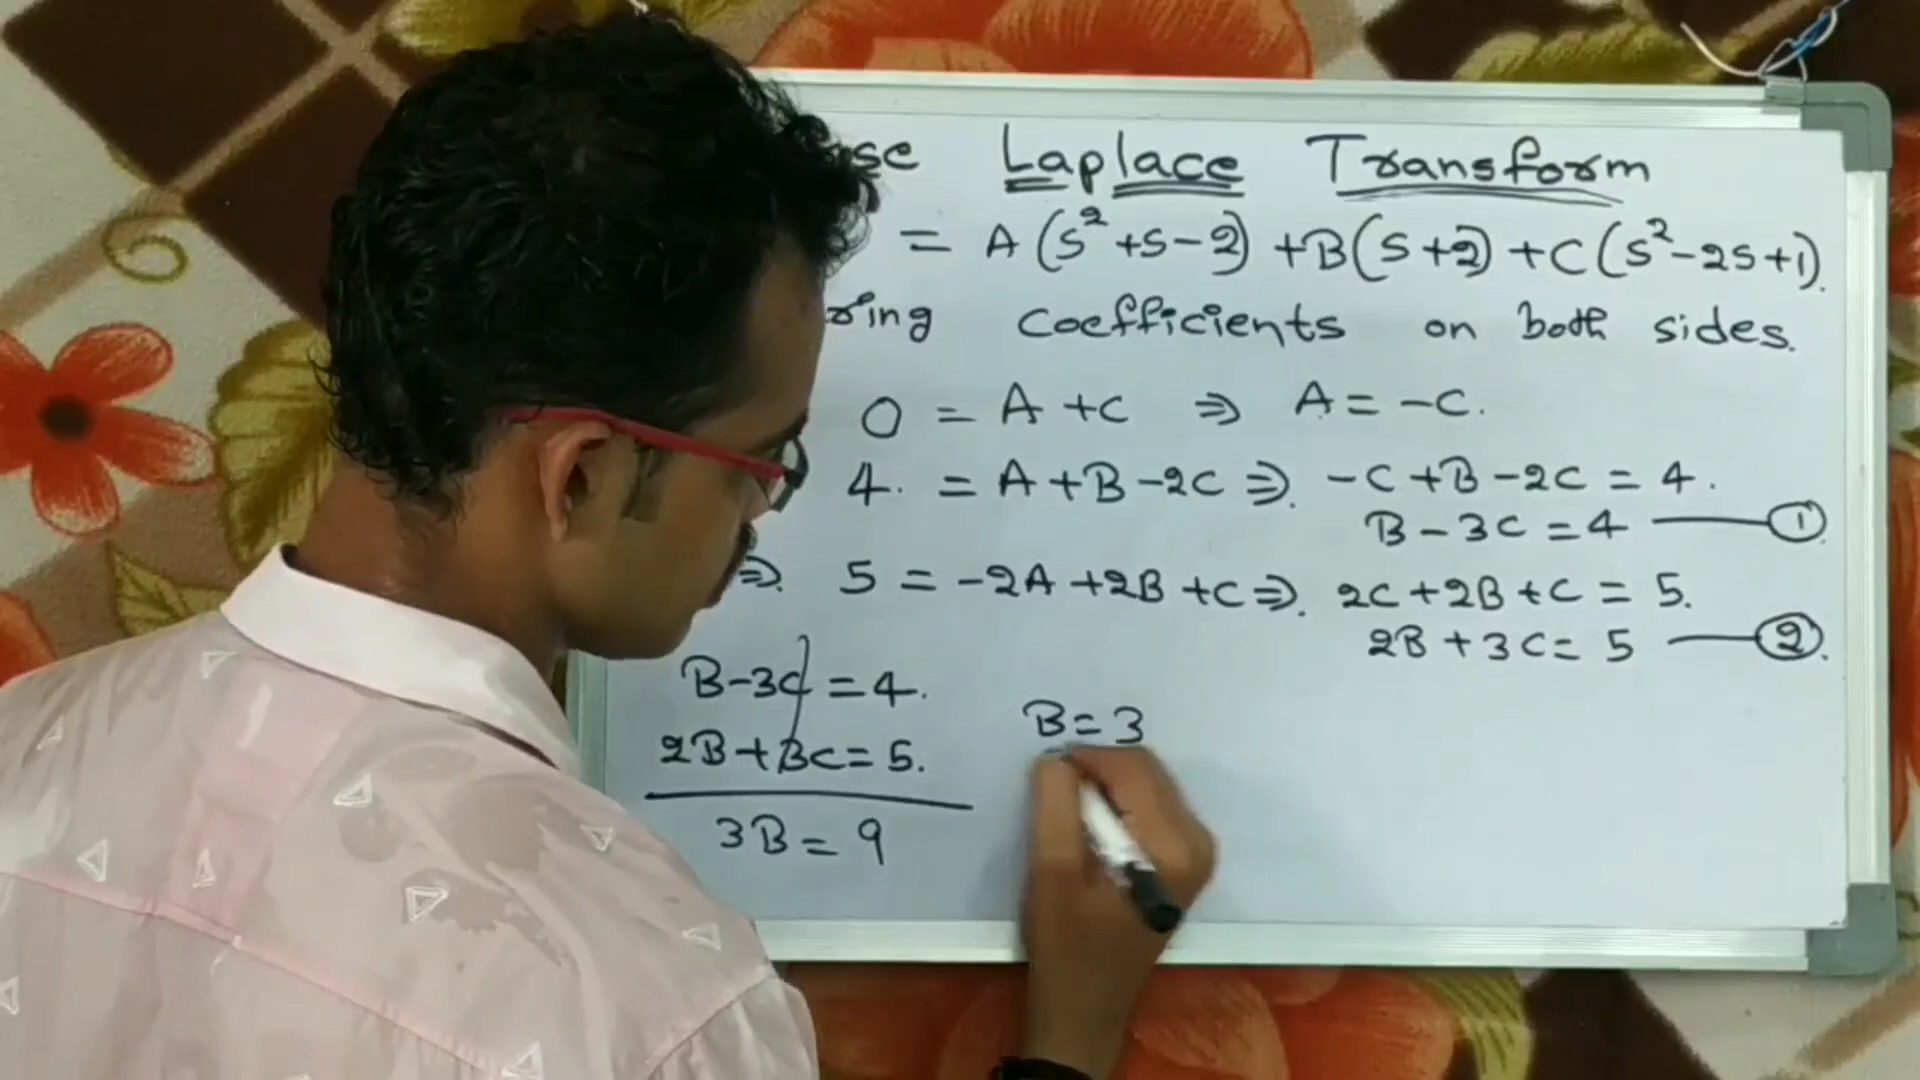 Laplace Transform
= A(s²+s-2)+B(s+2)+C(s²-2s+1).
coefficients on both sides.
0 = A+C ⇒ A=-C.
4. = A+B-2C ⇒. -C+B-2C=4.
B-3C=4 —— ①.
⇒. 5 = -2A+2B+C ⇒. 2C+2B+C = 5.
2B+3C=5 —— ②.
B-3C=4.
2B+3C=5.
3B=9
B=3